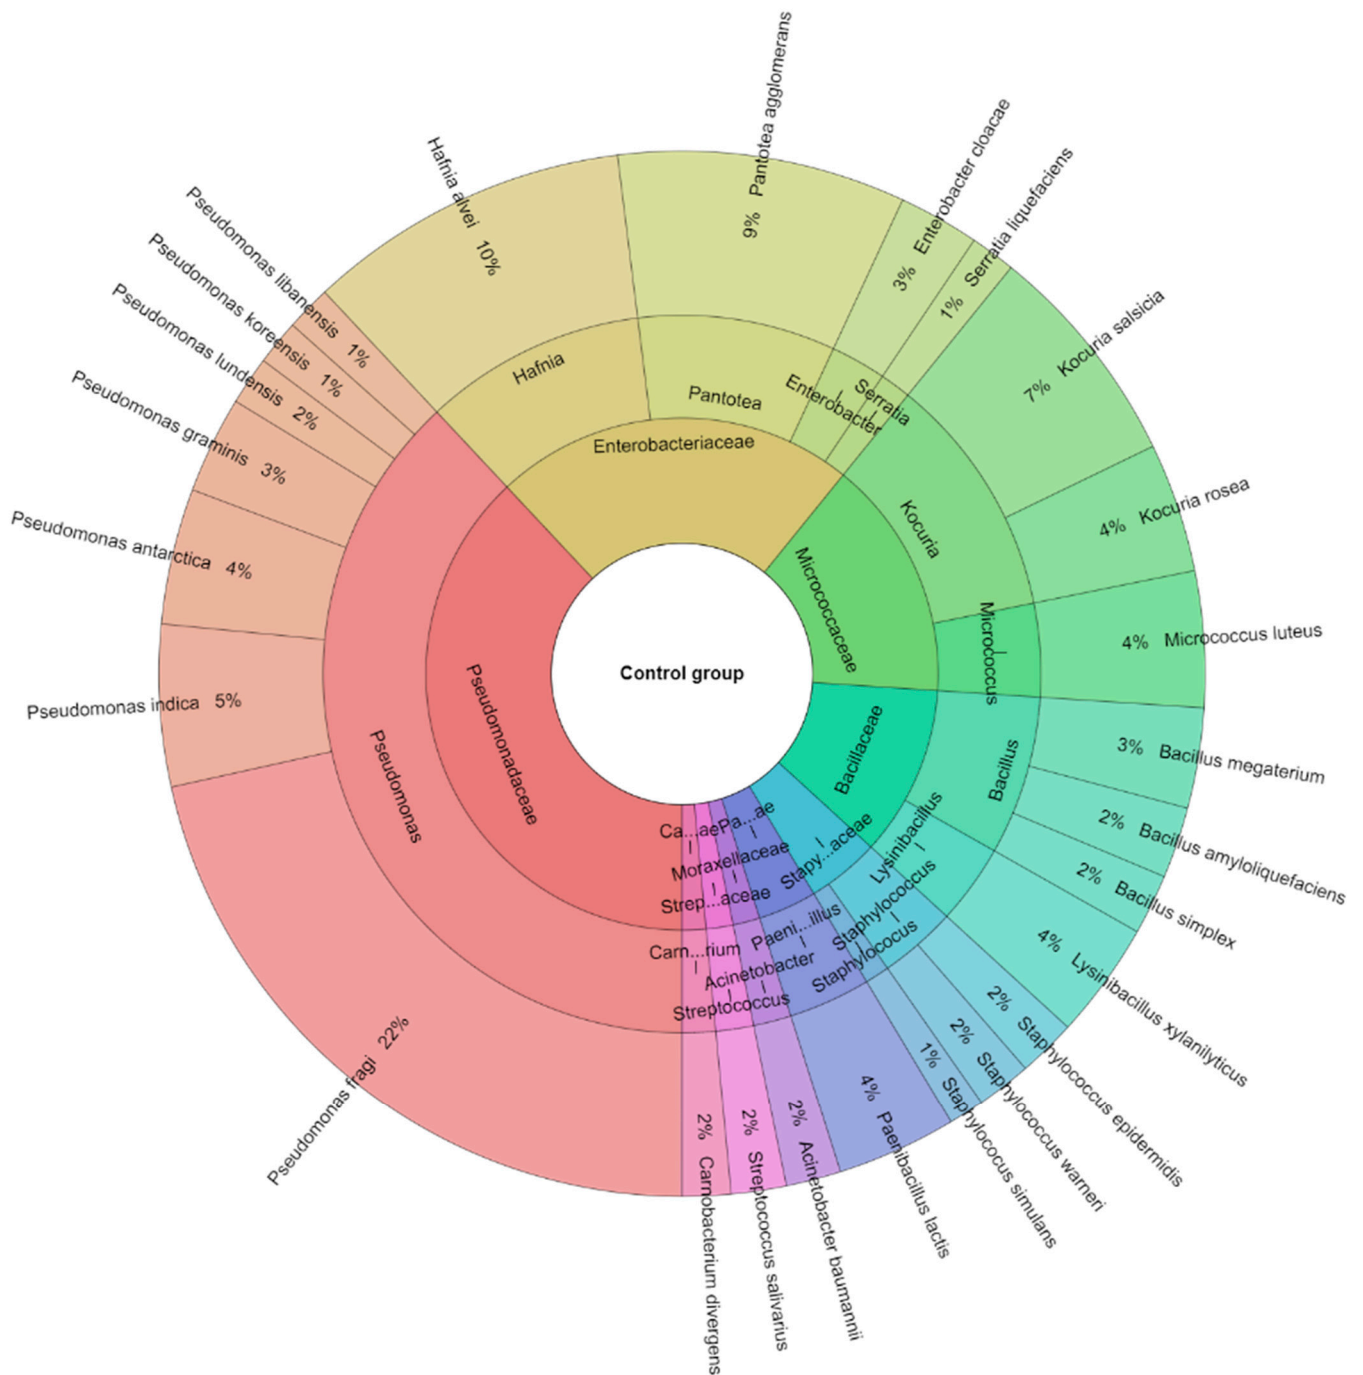 Control group
Enterobacteriaceae
Micrococcaceae
Bacillaceae
Stapy...aceae
Pa...ae
Moraxellaceae
Strep...aceae
Ca...ae
Pseudomonadaceae
Hafnia
Pantotea
Enterobacter
Serratia
Kocuria
Micrococcus
Bacillus
Lysinibacillus
Staphylococcus
Staphylococus
Paeni...illus
Acinetobacter
Streptococcus
Carn...rium
Pseudomonas
10% Hafnia alvei
9% Pantotea agglomerans
3% Enterobacter cloacae
1% Serratia liquefaciens
7% Kocuria salsicia
4% Kocuria rosea
4% Micrococcus luteus
3% Bacillus megaterium
2% Bacillus amyloliquefaciens
2% Bacillus simplex
4% Lysinibacillus xylanilyticus
2% Staphylococcus epidermidis
2% Staphylococcus warneri
1% Staphylococus simulans
4% Paenibacillus lactis
2% Acinetobacter baumannii
2% Streptococcus salivarius
2% Carnobacterium divergens
Pseudomonas fragi 22%
Pseudomonas indica 5%
Pseudomonas antarctica 4%
Pseudomonas graminis 3%
Pseudomonas lundensis 2%
Pseudomonas koreensis 1%
Pseudomonas libanensis 1%